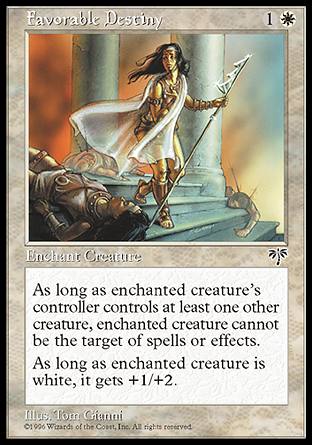 Favorable Destiny 1
Enchant Creature
As long as enchanted creature's
controller controls at least one other
creature, enchanted creature cannot
be the target of spells or effects.
As long as enchanted creature is
white, it gets +1/+2.
Illus. Tom Gianni
©1996 Wizards of the Coast, Inc. All rights reserved.